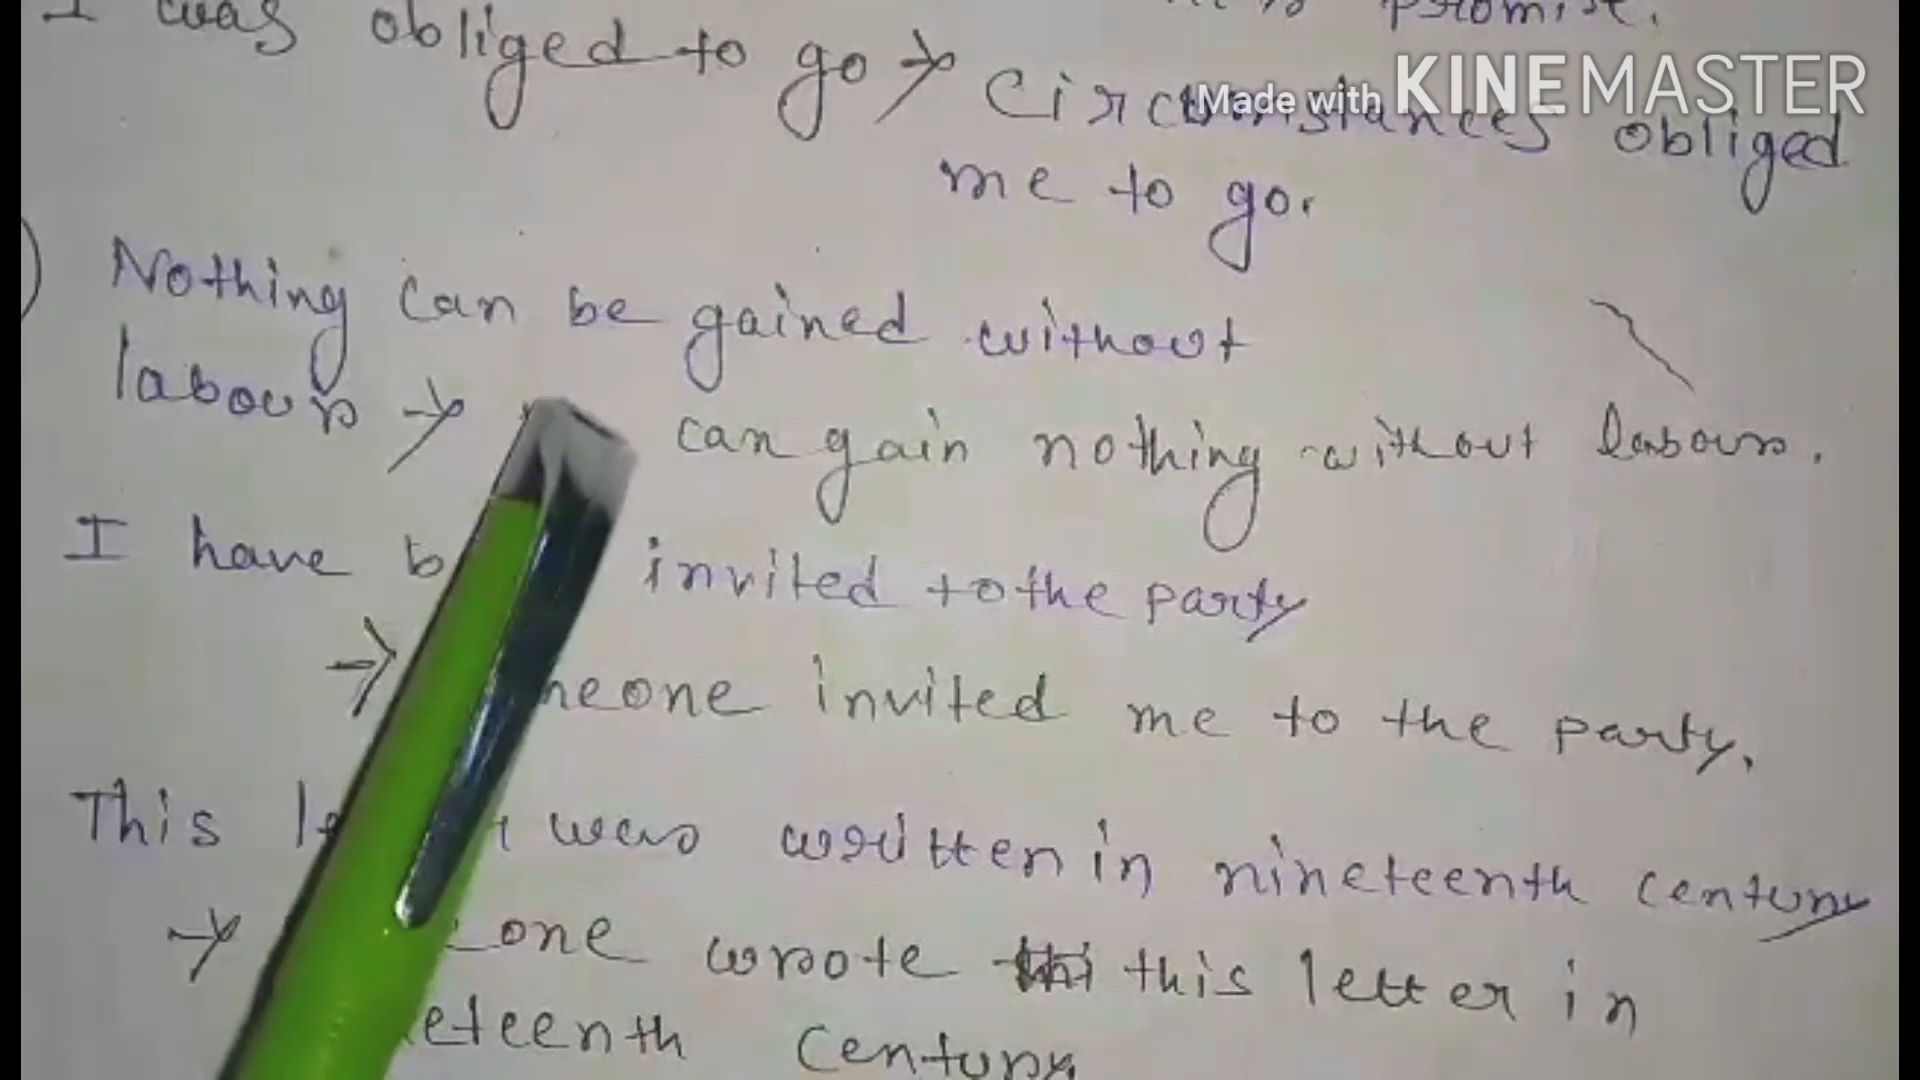 promise.
I was obliged to go → Circumstances obliged
me to go.
Made with KINEMASTER
) Nothing can be gained without
labour → can gain nothing without labour.
I have invited to the party
→ invited me to the party.
This was written in nineteenth century
→ one wrote this letter in
century